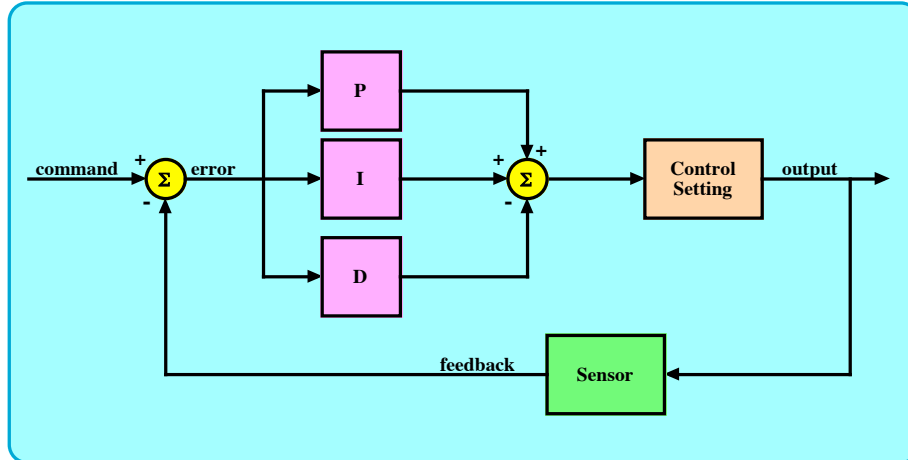 P
+
+
command
+
Σ
error
I
Σ
Control
Setting
output
-
-
D
feedback
Sensor